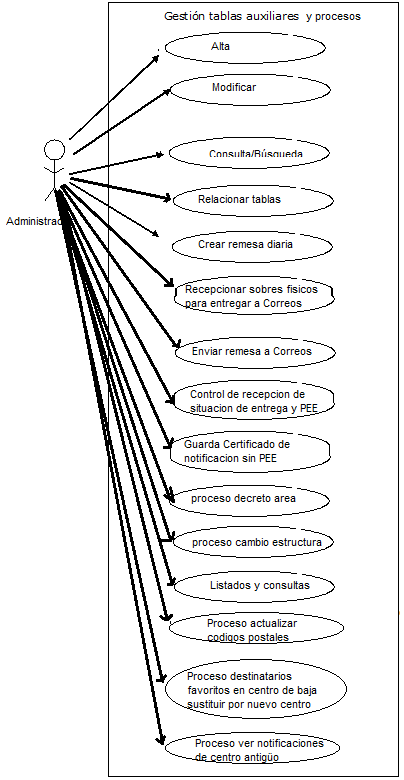 Gestión tablas auxiliares y procesos
Alta
Modificar
Consulta/Búsqueda
Relacionar tablas
Administrad
Crear remesa diaria
Recepcionar sobres fisicos
para entregar a Correos
Enviar remesa a Correos
Control de recepcion de
situacion de entrega y PEE
Guarda Certificado de
notificacion sin PEE
proceso decreto area
proceso cambio estructura
Listados y consultas
Proceso actualizar
codigos postales
Proceso destinatarios
favoritos en centro de baja
sustituir por nuevo centro
Proceso ver notificaciones
de centro antigüo